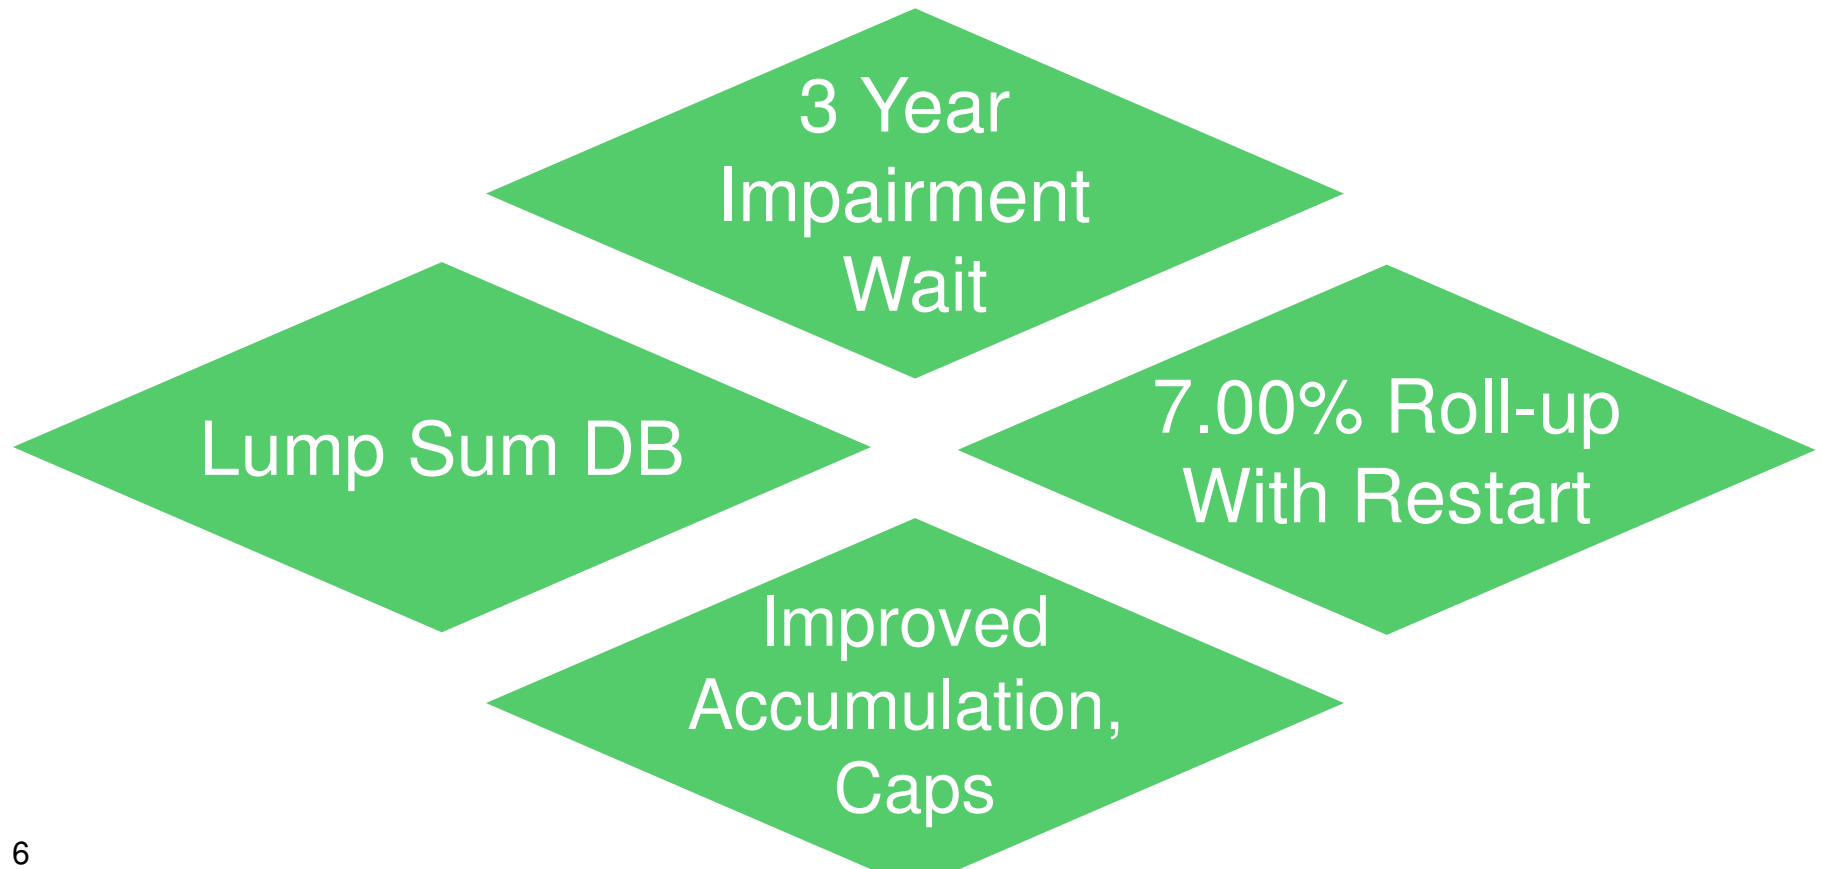 3 Year
Impairment
Wait
Lump Sum DB
7.00% Roll-up
With Restart
Improved
Accumulation,
Caps
6